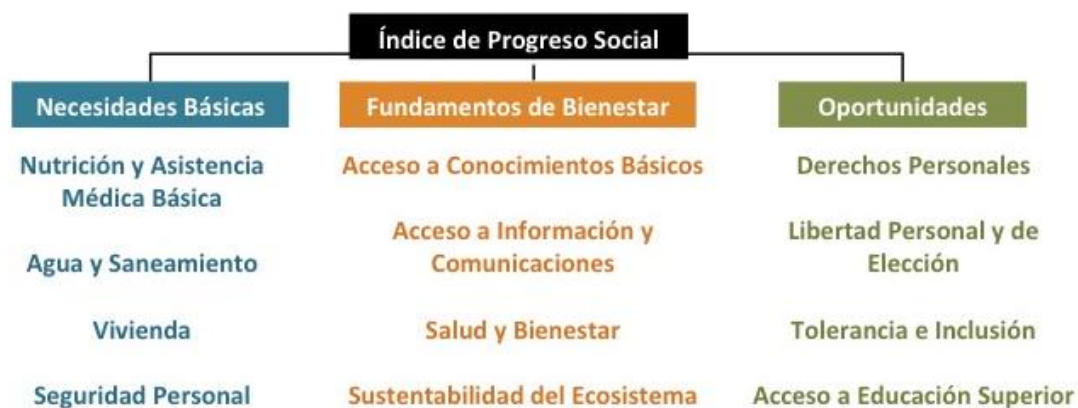 Índice de Progreso Social
Necesidades Básicas
Nutrición y Asistencia
Médica Básica
Agua y Saneamiento
Vivienda
Seguridad Personal
Fundamentos de Bienestar
Acceso a Conocimientos Básicos
Acceso a Información y
Comunicaciones
Salud y Bienestar
Sustentabilidad del Ecosistema
Oportunidades
Derechos Personales
Libertad Personal y de
Elección
Tolerancia e Inclusión
Acceso a Educación Superior